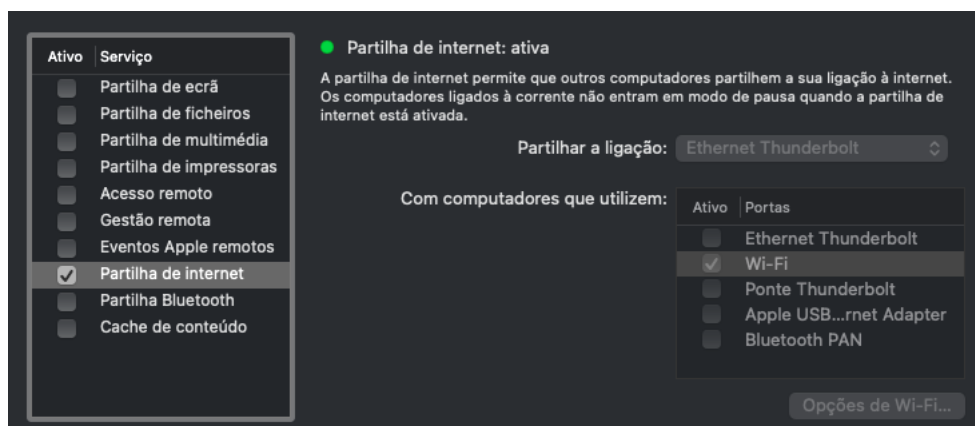 Ativo Serviço
Partilha de ecrã
Partilha de ficheiros
Partilha de multimédia
Partilha de impressoras
Acesso remoto
Gestão remota
Eventos Apple remotos
Partilha de internet
Partilha Bluetooth
Cache de conteúdo
Partilha de internet: ativa
A partilha de internet permite que outros computadores partilhem a sua ligação à internet.
Os computadores ligados à corrente não entram em modo de pausa quando a partilha de
internet está ativada.
Partilhar a ligação: Ethernet Thunderbolt
Com computadores que utilizem:
Ativo Portas
Ethernet Thunderbolt
Wi-Fi
Ponte Thunderbolt
Apple USB...rnet Adapter
Bluetooth PAN
Opções de Wi-Fi...